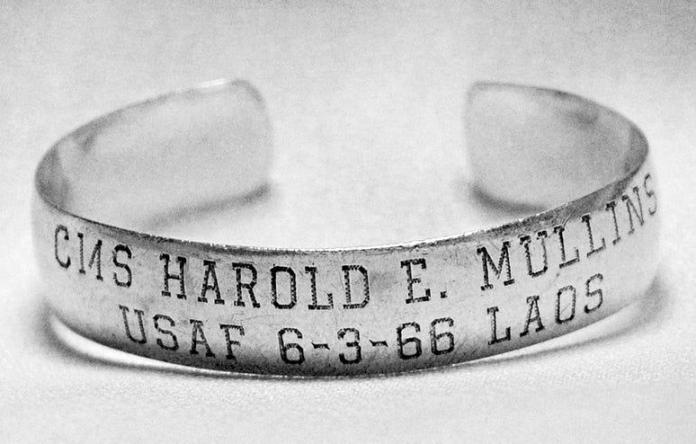 CMS HAROLD E. MULLINS
USAF 6-3-66 LAOS